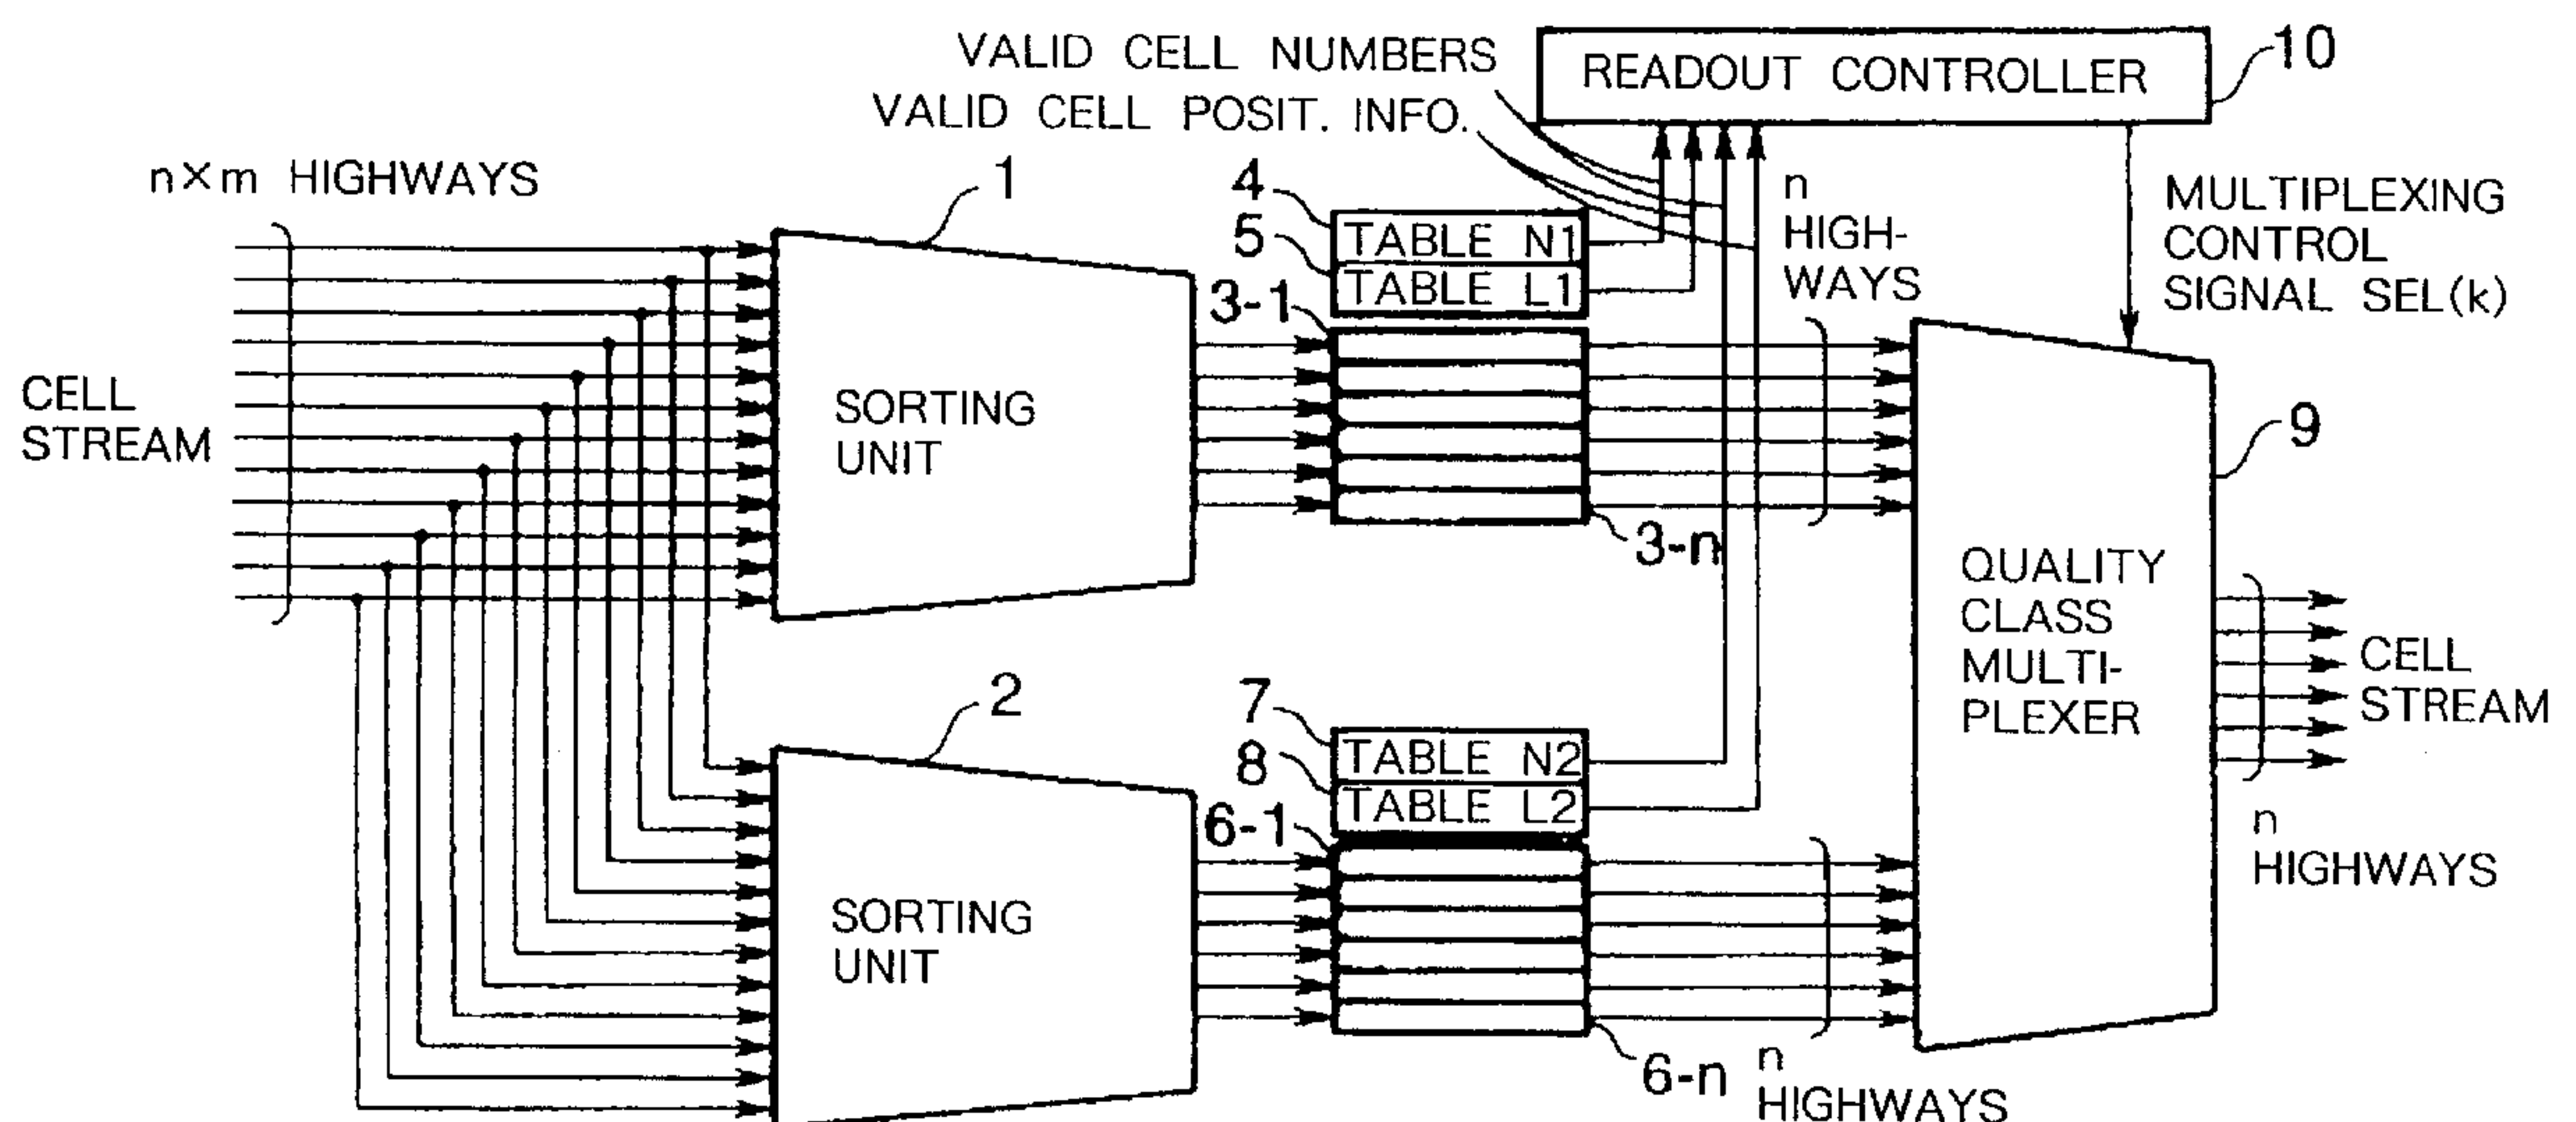 VALID CELL NUMBERS
VALID CELL POSIT. INFO.
READOUT CONTROLLER
10
n×m HIGHWAYS
1
4
5
TABLE N1
TABLE L1
3-1
n
HIGH-
WAYS
MULTIPLEXING
CONTROL
SIGNAL SEL(k)
CELL
STREAM
SORTING
UNIT
3-n
9
QUALITY
CLASS
MULTI-
PLEXER
CELL
STREAM
n
HIGHWAYS
2
7
8
TABLE N2
TABLE L2
6-1
SORTING
UNIT
6-n
n
HIGHWAYS